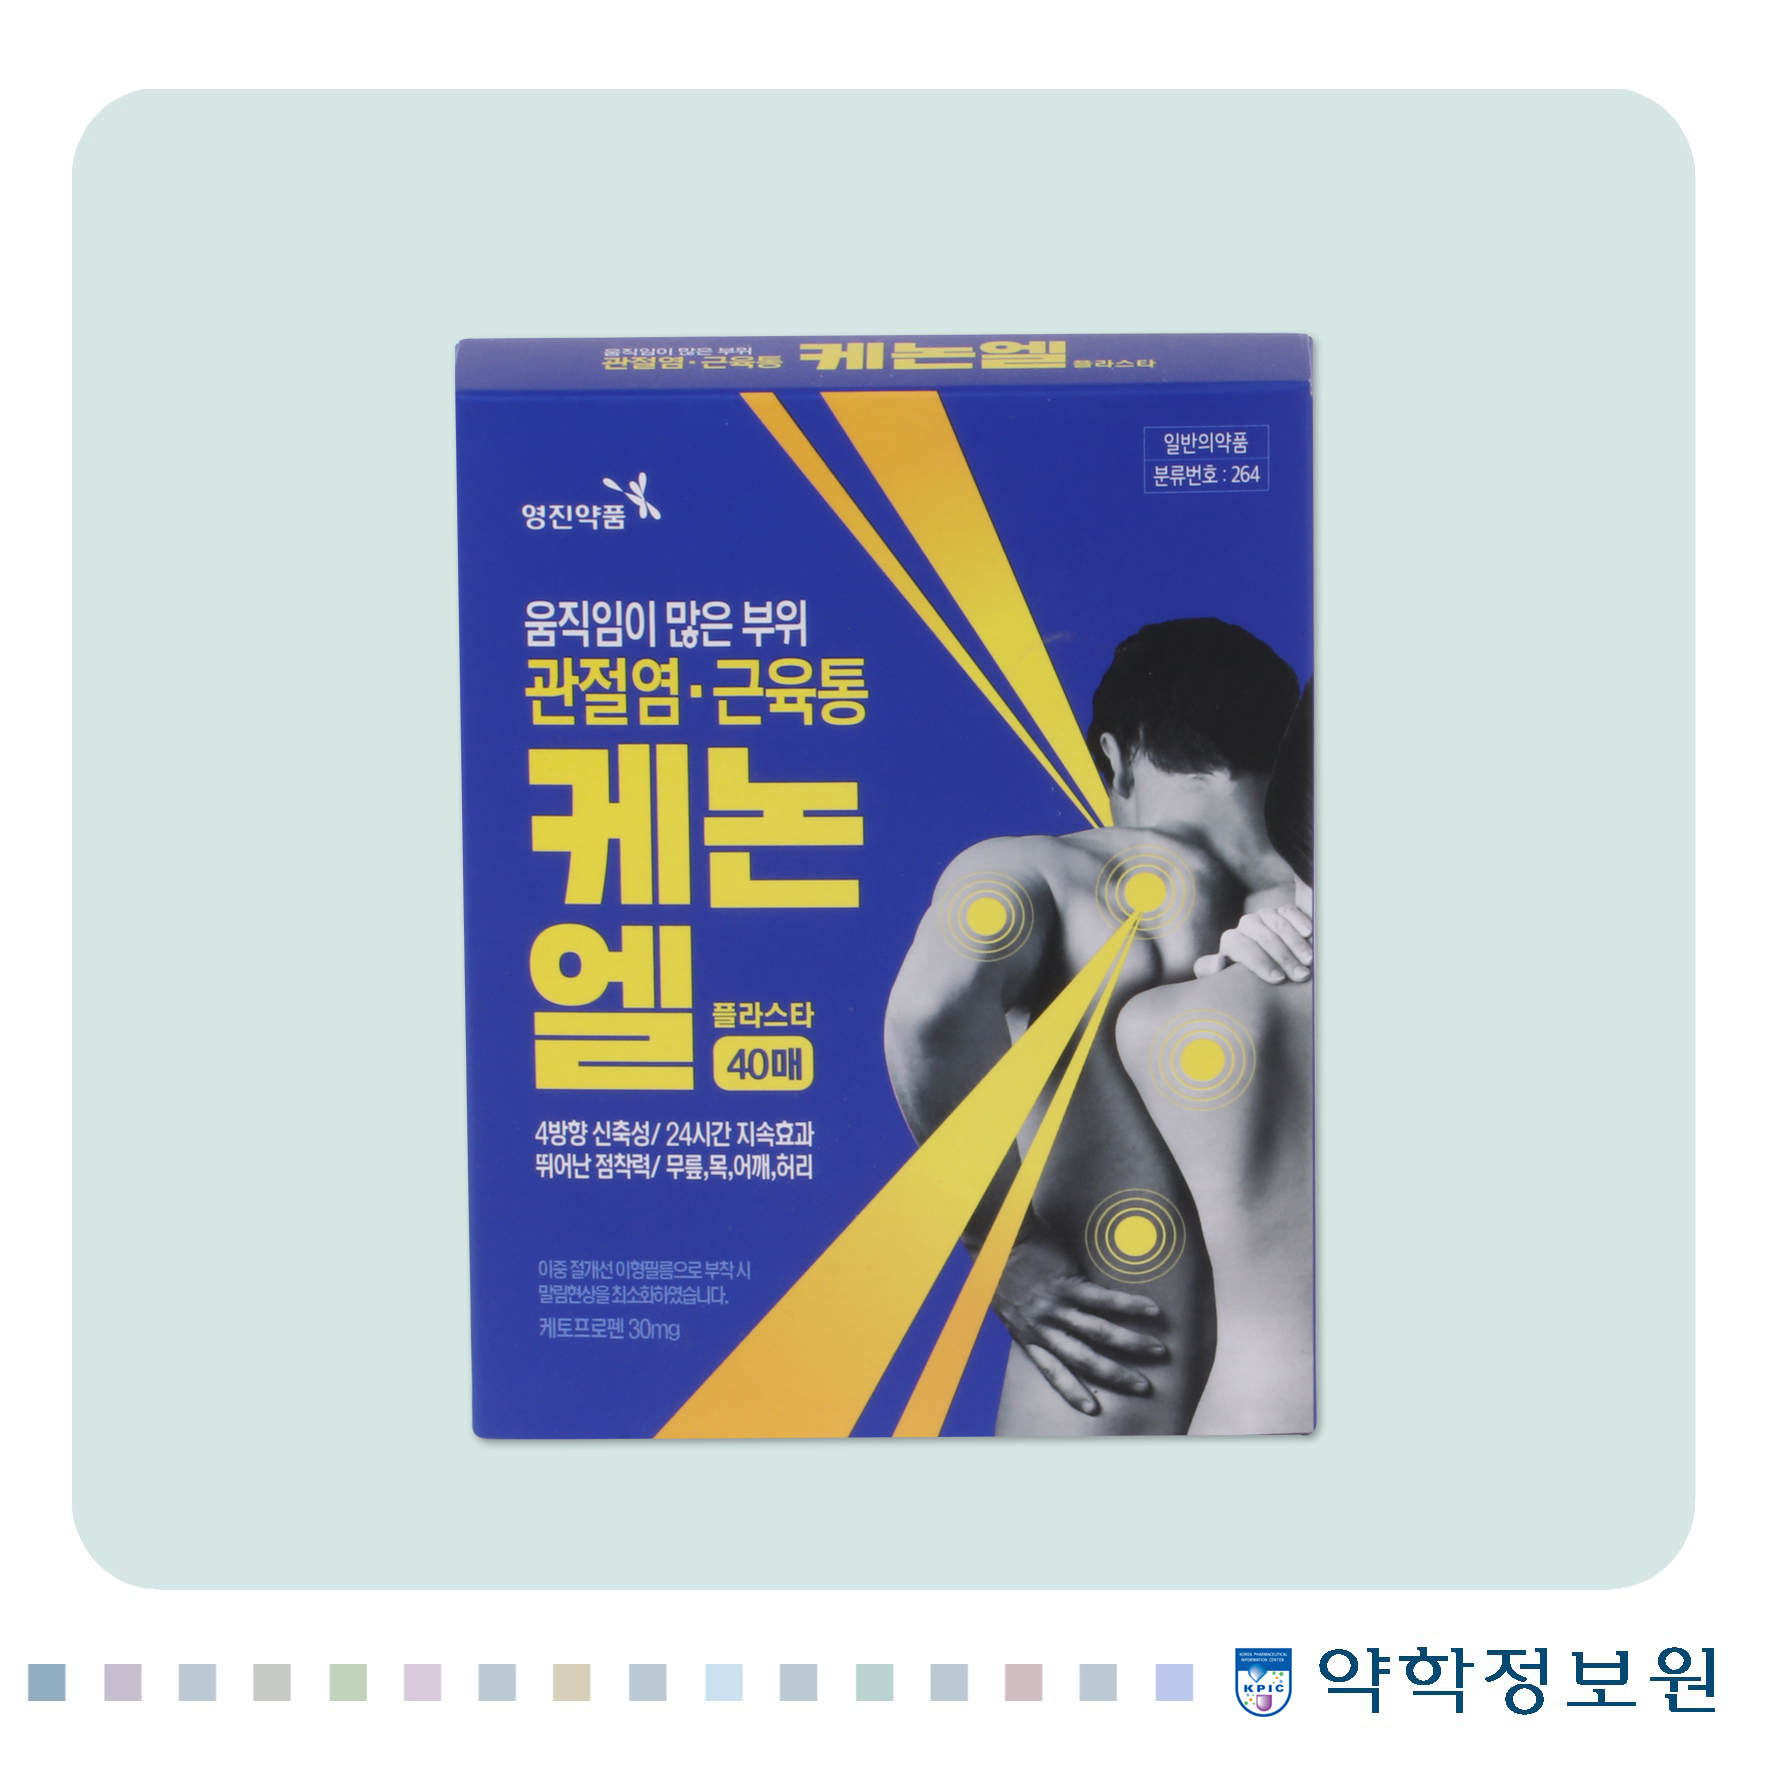 움직임이 많은 부위
관절염·근육통 케논엘 플라스타
일반의약품
분류번호 : 264
영진약품
움직임이 많은 부위
관절염·근육통
케논
엘
플라스타
40매
4방향 신축성/ 24시간 지속효과
뛰어난 점착력/ 무릎,목,어깨,허리
이중 절개선 이형필름으로 부착 시
말림현상을 최소화하였습니다.
케토프로펜 30mg
KOREA PHARMACEUTICAL
INFORMATION CENTER
KPIC
약학정보원